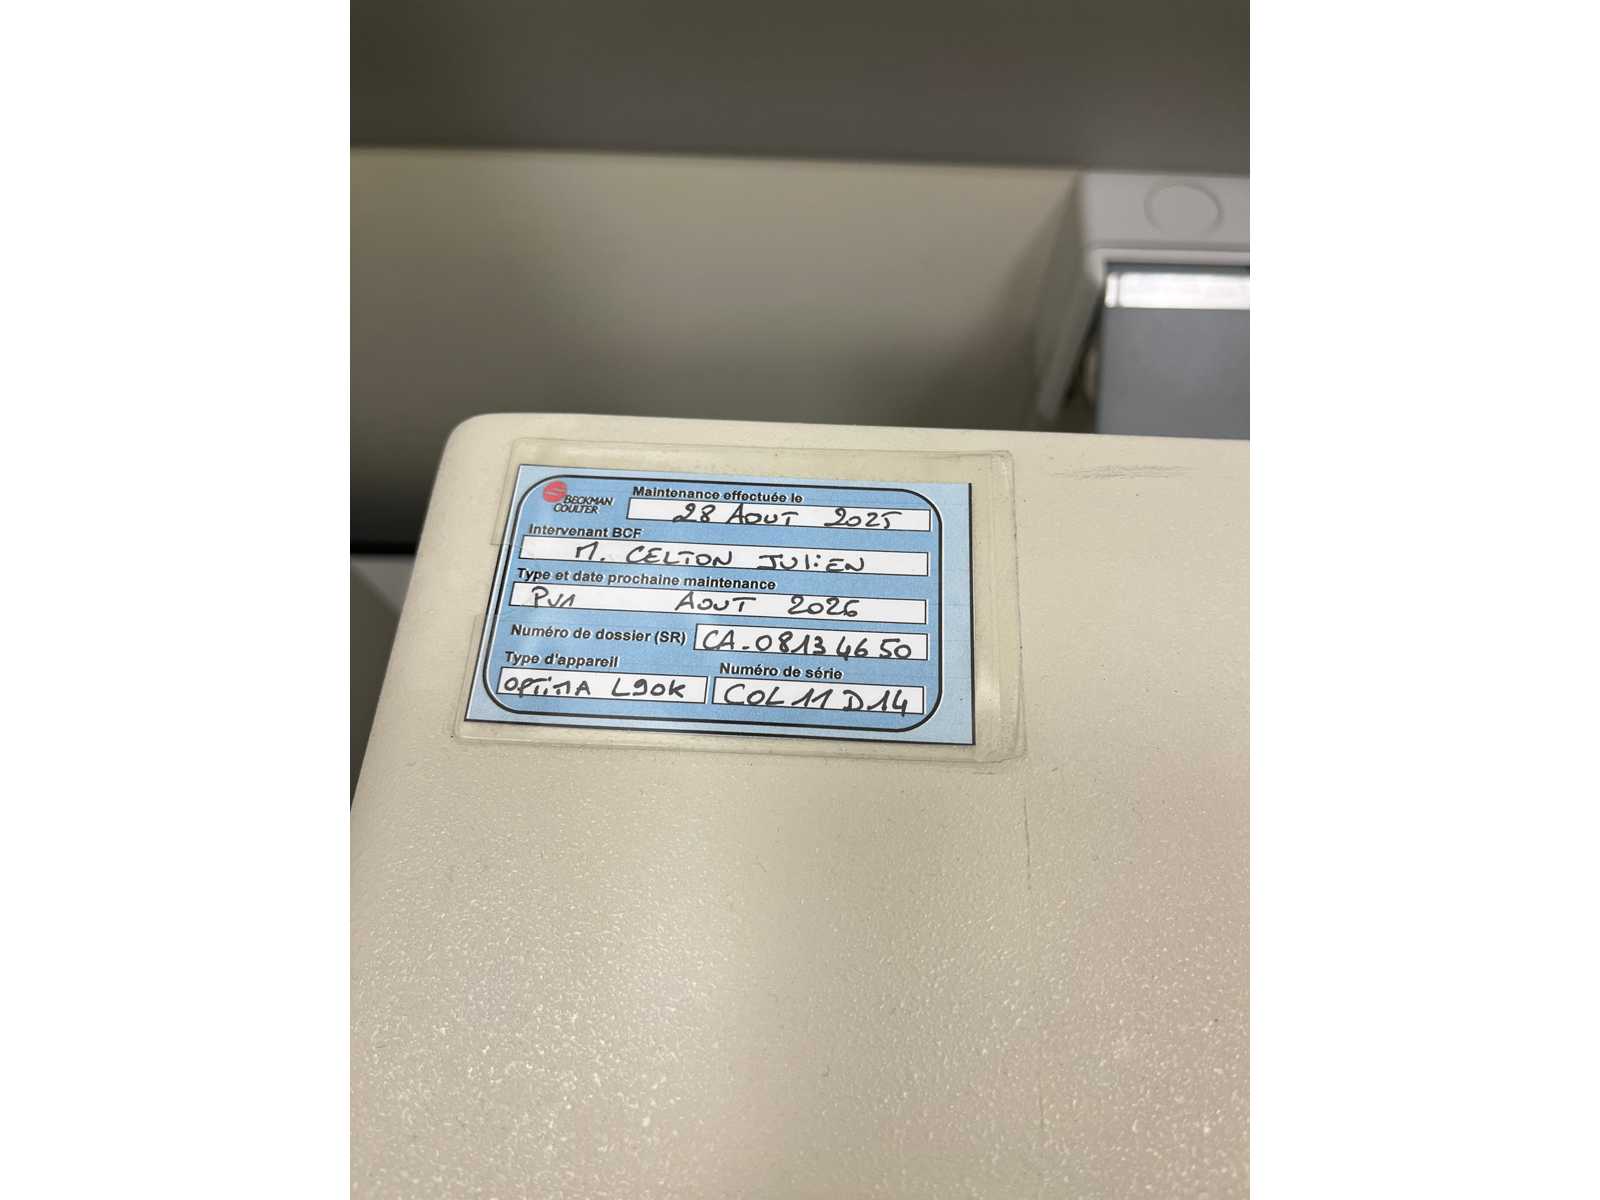 BECKMAN
COULTER
Maintenance effectuée le
28 AOUT 2025
Intervenant BCF
M. CELTON JULIEN
Type et date prochaine maintenance
PV1 AOUT 2026
Numéro de dossier (SR) CA-08134650
Type d'appareil
OPTIMA L90K
Numéro de série
COL11D14